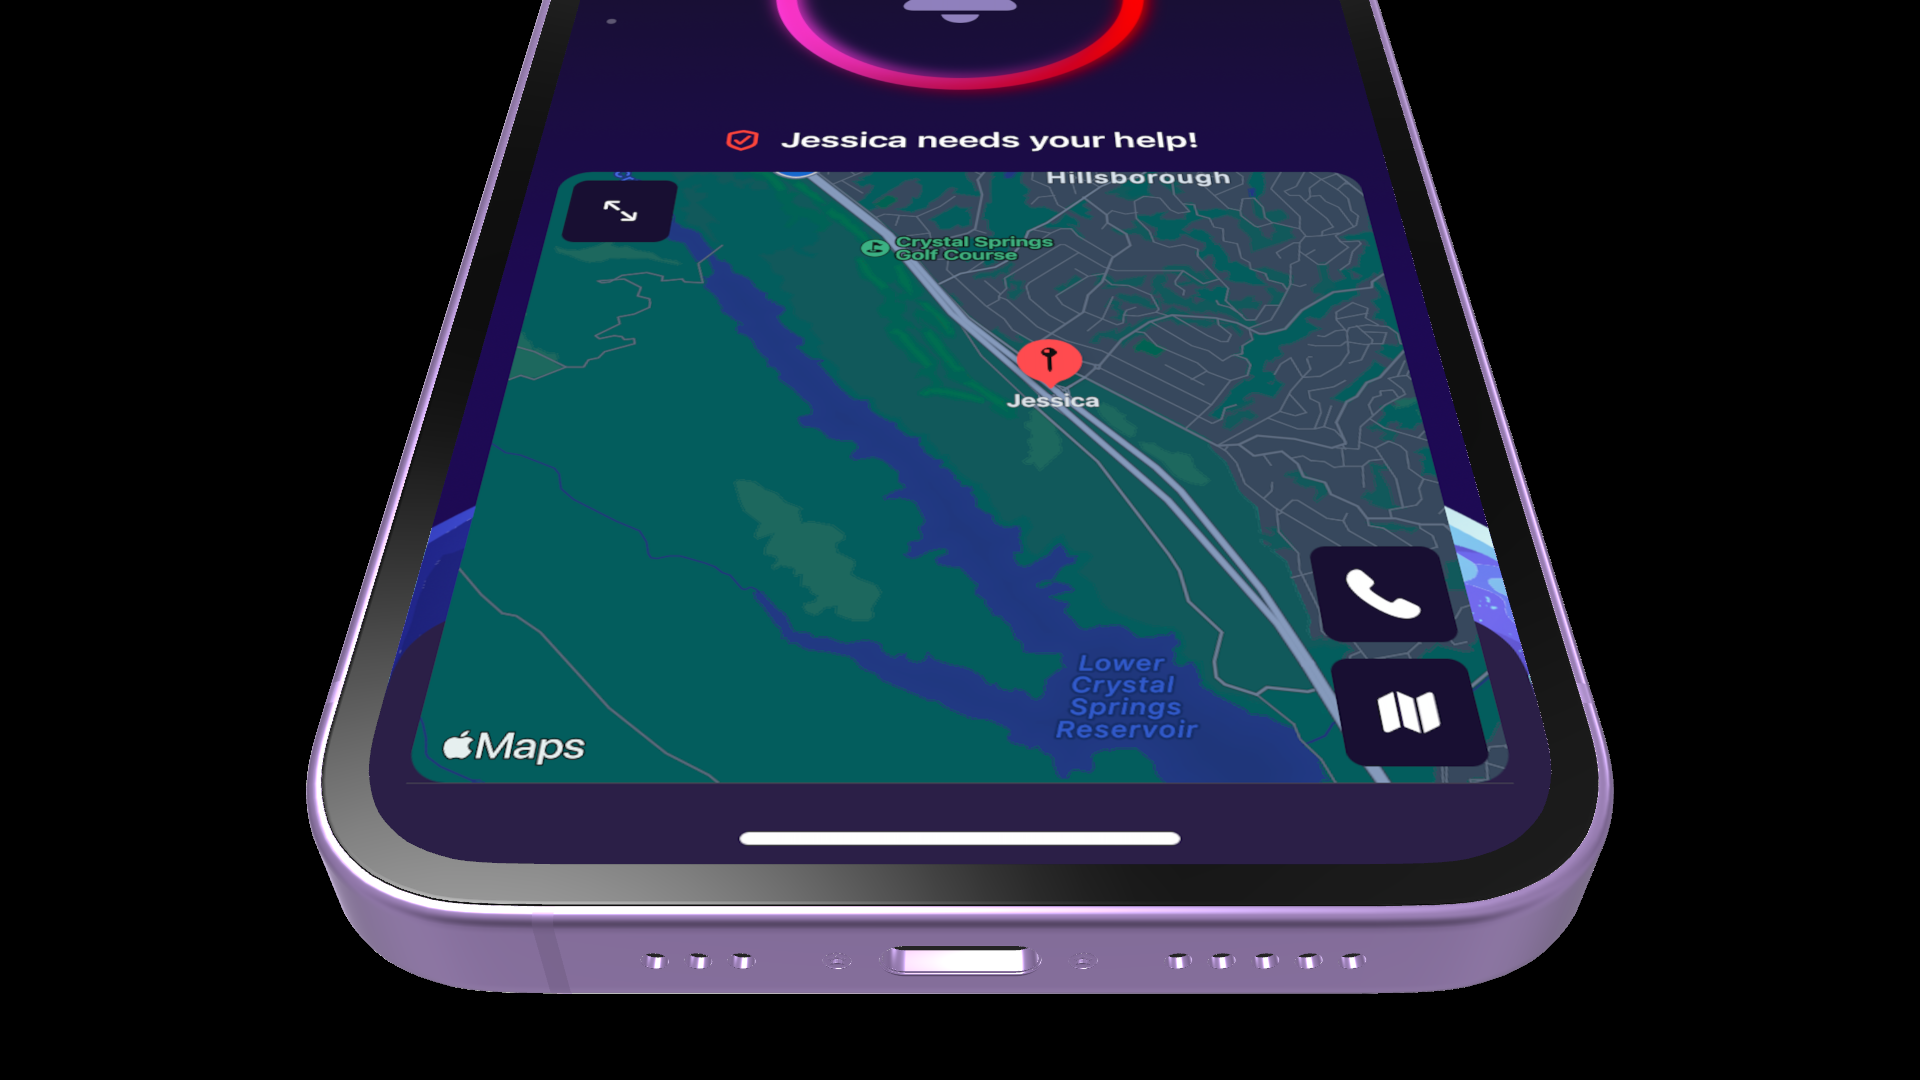 Jessica needs your help!
Hillsborough
Crystal Springs
Golf Course
Jessica
Lower
Crystal
Springs
Reservoir
Maps